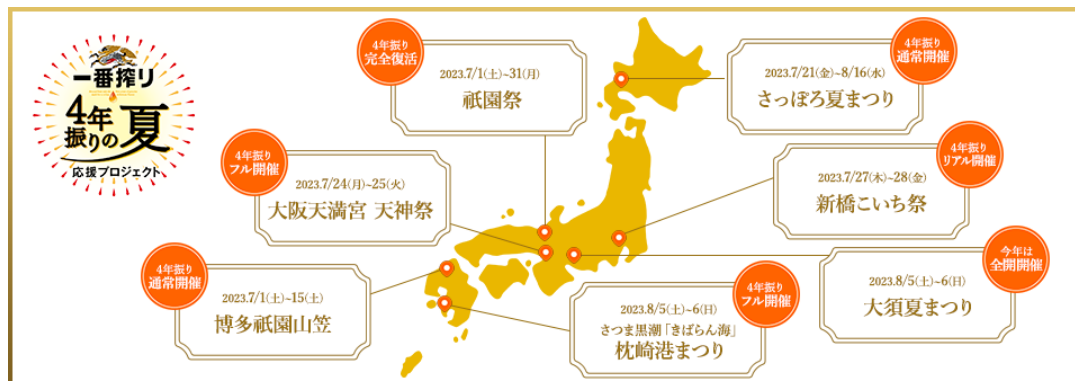 一番搾り
4年
振りの
夏
応援プロジェクト
4年振り
完全復活
2023.7/1(土)~31(月)
祇園祭
4年振り
通常開催
2023.7/21(金)~8/16(水)
さっぽろ夏まつり
4年振り
フル開催
2023.7/24(月)~25(火)
大阪天満宮 天神祭
4年振り
リアル開催
2023.7/27(木)~28(金)
新橋こいち祭
4年振り
通常開催
2023.7/1(土)~15(土)
博多祇園山笠
4年振り
フル開催
2023.8/5(土)~6(日)
さつま黒潮「きばらん海」
枕崎港まつり
今年は
全開開催
2023.8/5(土)~6(日)
大須夏まつり